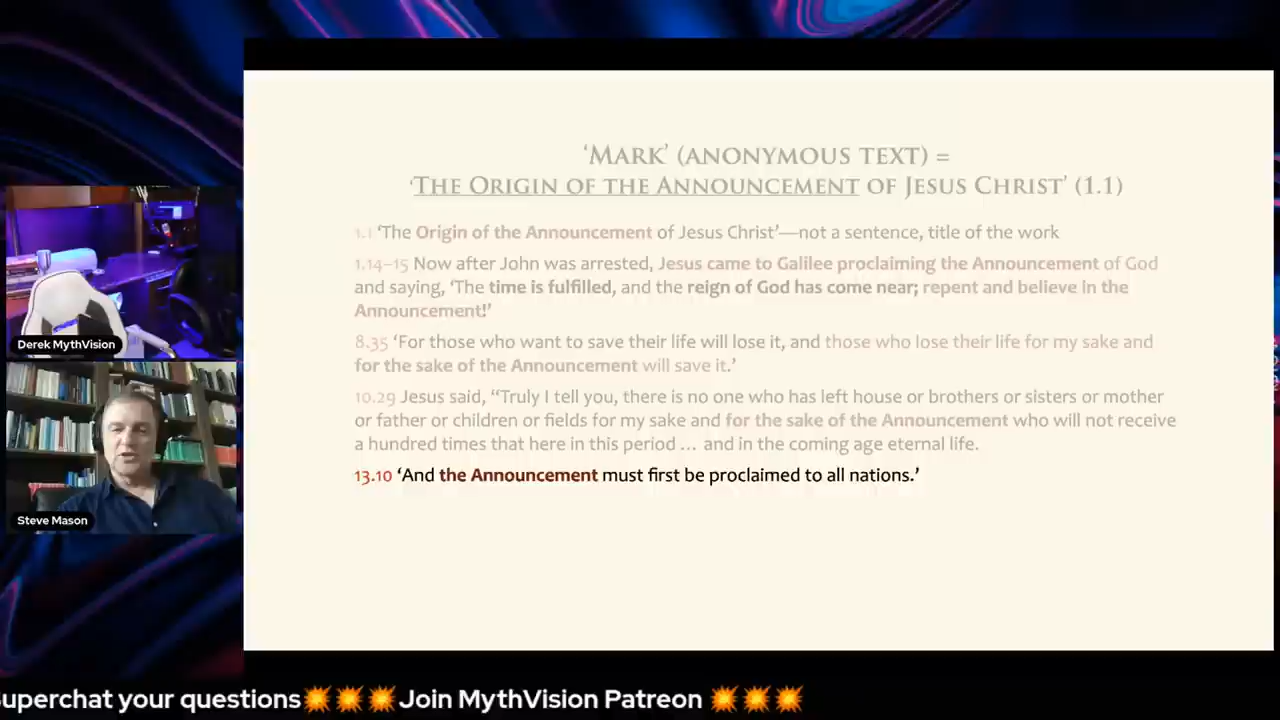 'MARK' (ANONYMOUS TEXT) =
'THE ORIGIN OF THE ANNOUNCEMENT OF JESUS CHRIST' (1.1)
1.1 'The Origin of the Announcement of Jesus Christ'—not a sentence, title of the work
1.14–15 Now after John was arrested, Jesus came to Galilee proclaiming the Announcement of God
and saying, 'The time is fulfilled, and the reign of God has come near; repent and believe in the
Announcement!'
8.35 'For those who want to save their life will lose it, and those who lose their life for my sake and
for the sake of the Announcement will save it.'
10.29 Jesus said, “Truly I tell you, there is no one who has left house or brothers or sisters or mother
or father or children or fields for my sake and for the sake of the Announcement who will not receive
a hundred times that here in this period … and in the coming age eternal life.
13.10 'And the Announcement must first be proclaimed to all nations.'
Derek MythVision
Steve Mason
Superchat your questions💥💥💥Join MythVision Patreon 💥💥💥